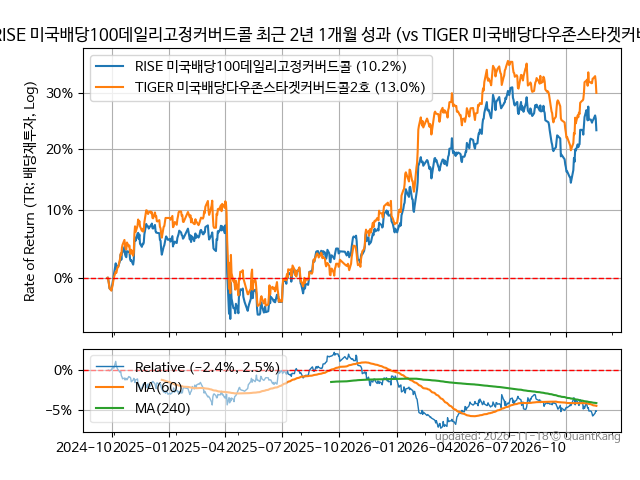 RISE 미국배당100데일리고정커버드콜 최근 2년 1개월 성과 (vs TIGER 미국배당다우존스타겟커버
RISE 미국배당100데일리고정커버드콜 (10.2%)
TIGER 미국배당다우존스타겟커버드콜2호 (13.0%)
Rate of Return (TR: 배당재투자, Log)
30%
20%
10%
0%
Relative (−2.4%, 2.5%)
MA(60)
MA(240)
0%
−5%
updated: 2026-11-18 © QuantKang
2024-10 2025-01 2025-04 2025-07 2025-10 2026-01 2026-04 2026-07 2026-10